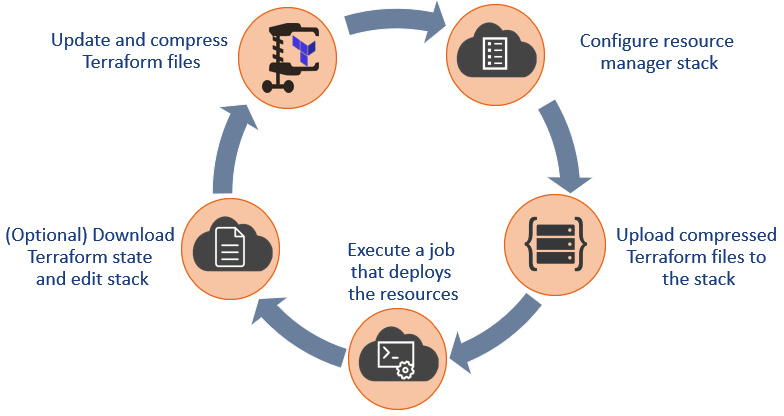 Update and compress
Terraform files
Configure resource
manager stack
Upload compressed
Terraform files to
the stack
Execute a job
that deploys
the resources
(Optional) Download
Terraform state
and edit stack